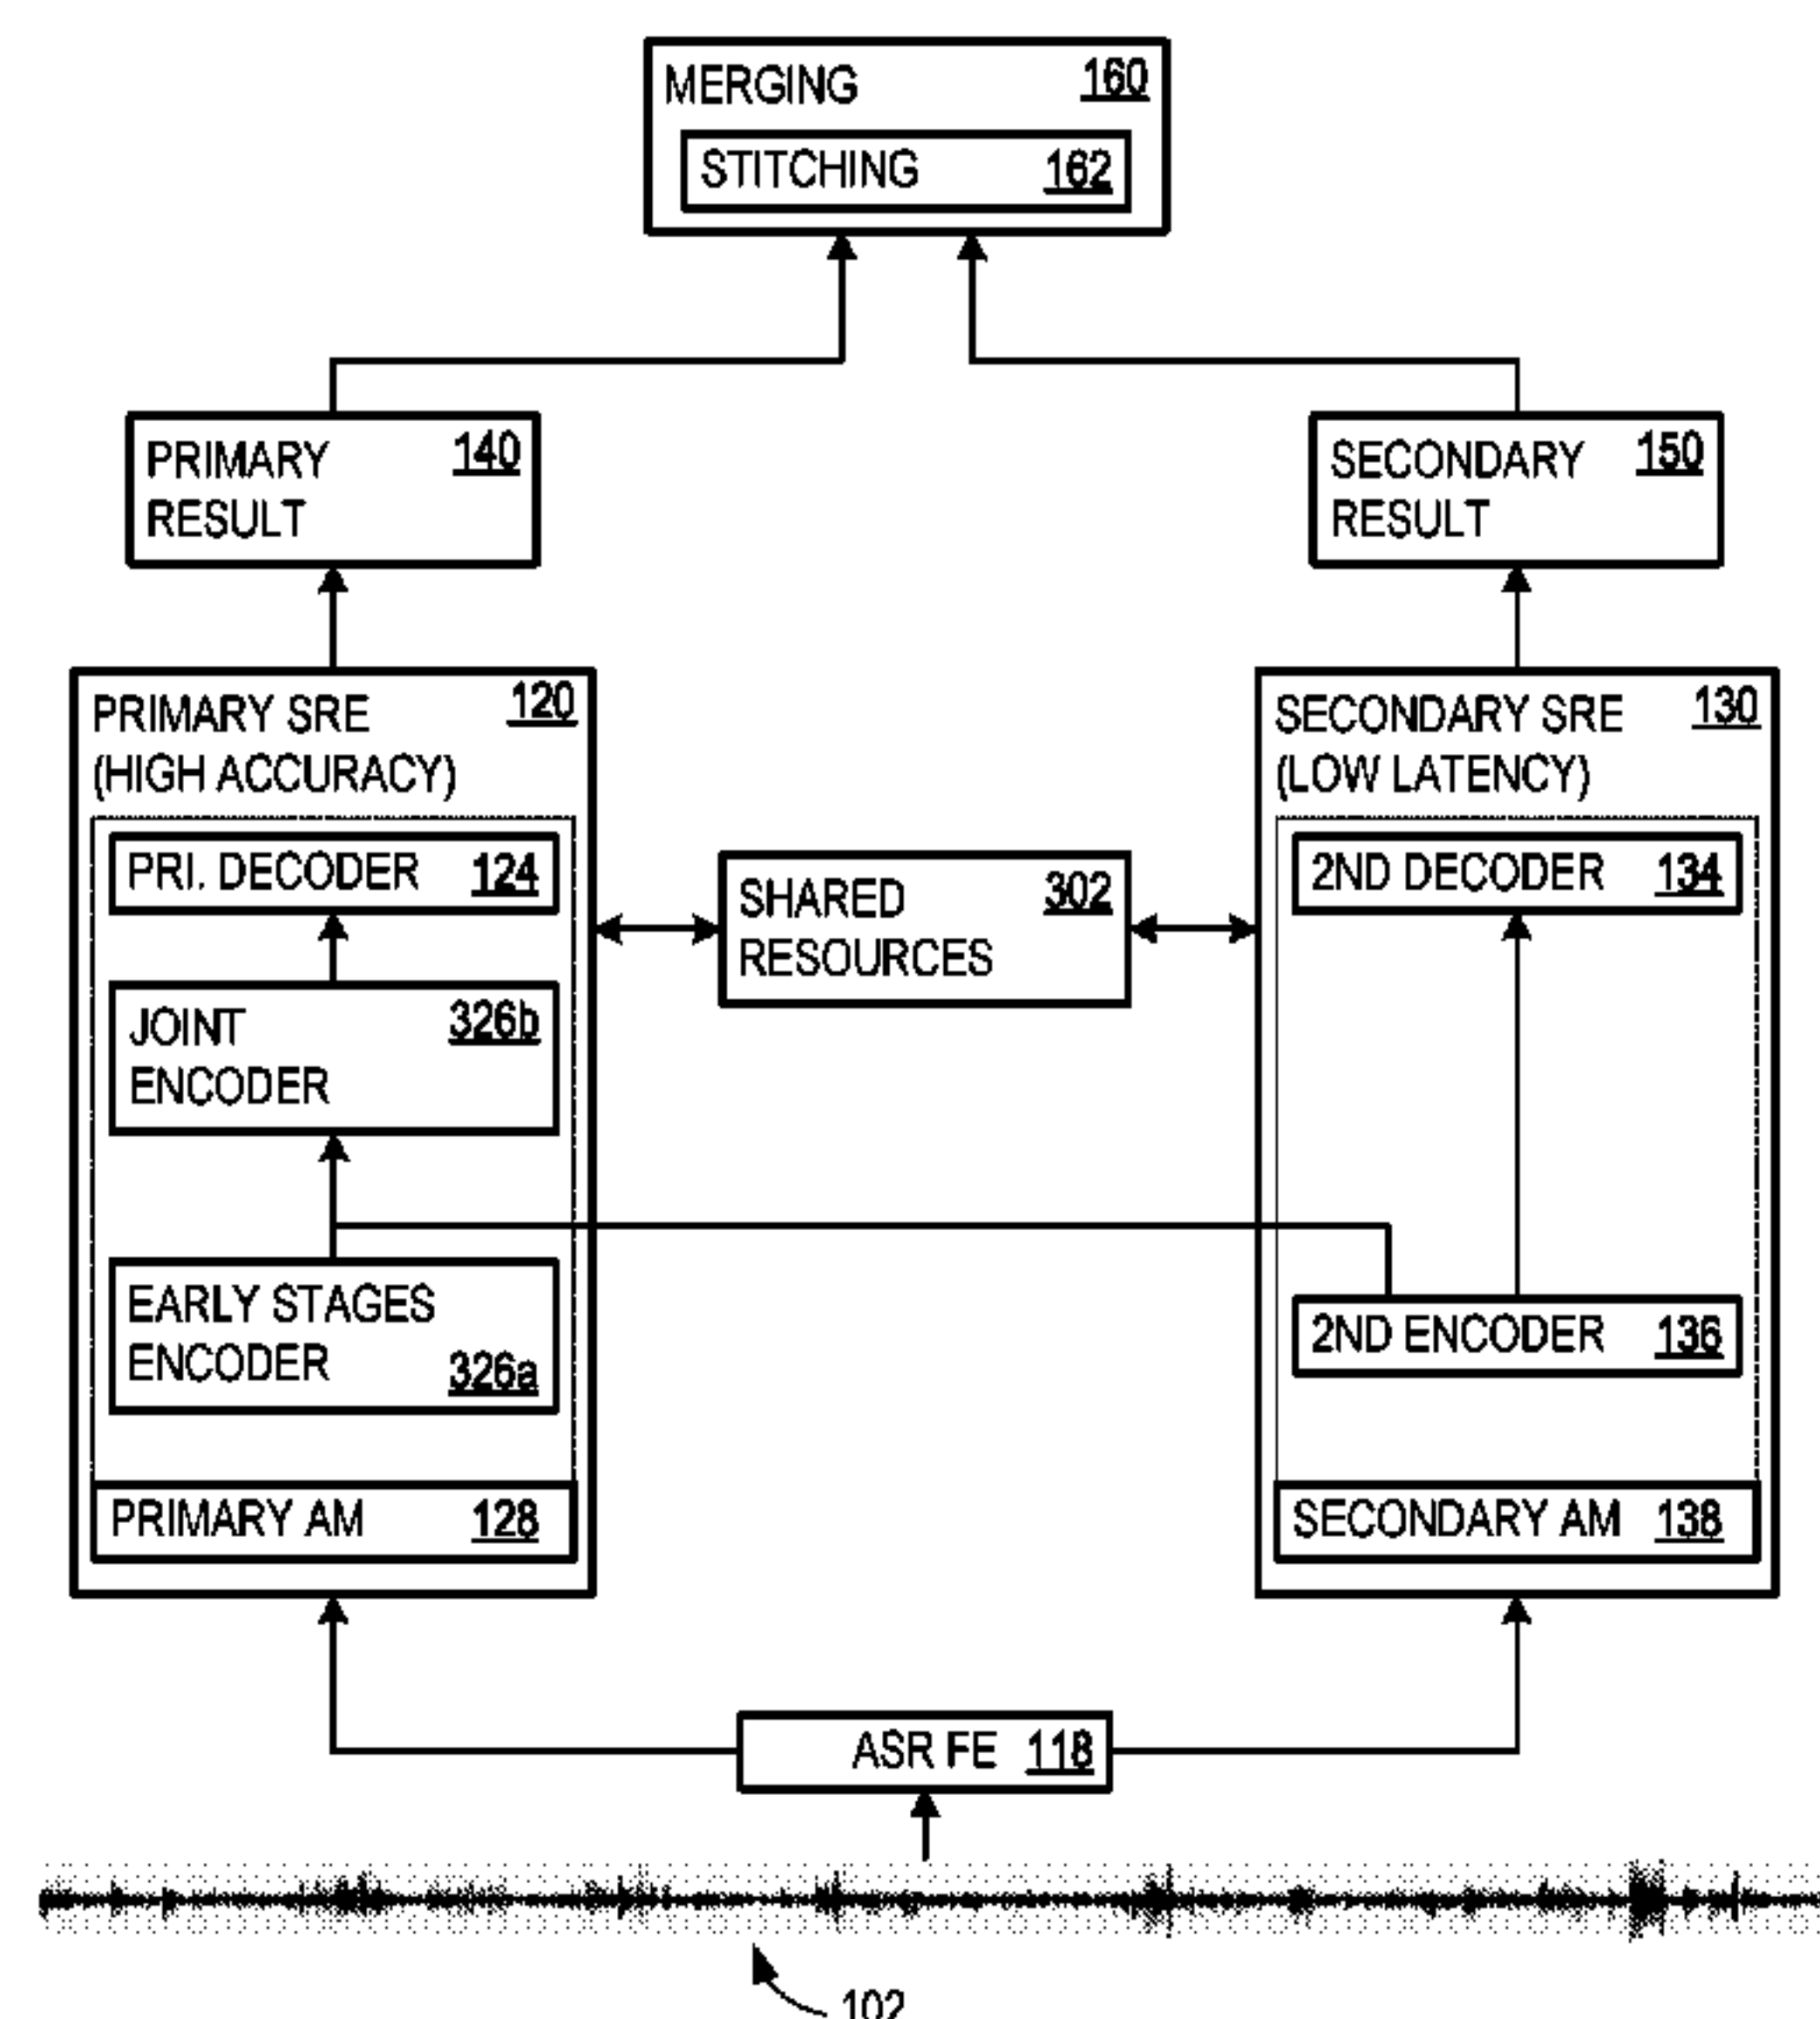 MERGING 160
STITCHING 162
PRIMARY 140
RESULT
SECONDARY 150
RESULT
PRIMARY SRE 120
(HIGH ACCURACY)
PRI. DECODER 124
JOINT 326b
ENCODER
EARLY STAGES
ENCODER 326a
PRIMARY AM 128
SHARED 302
RESOURCES
SECONDARY SRE 130
(LOW LATENCY)
2ND DECODER 134
2ND ENCODER 136
SECONDARY AM 138
ASR FE 118
102